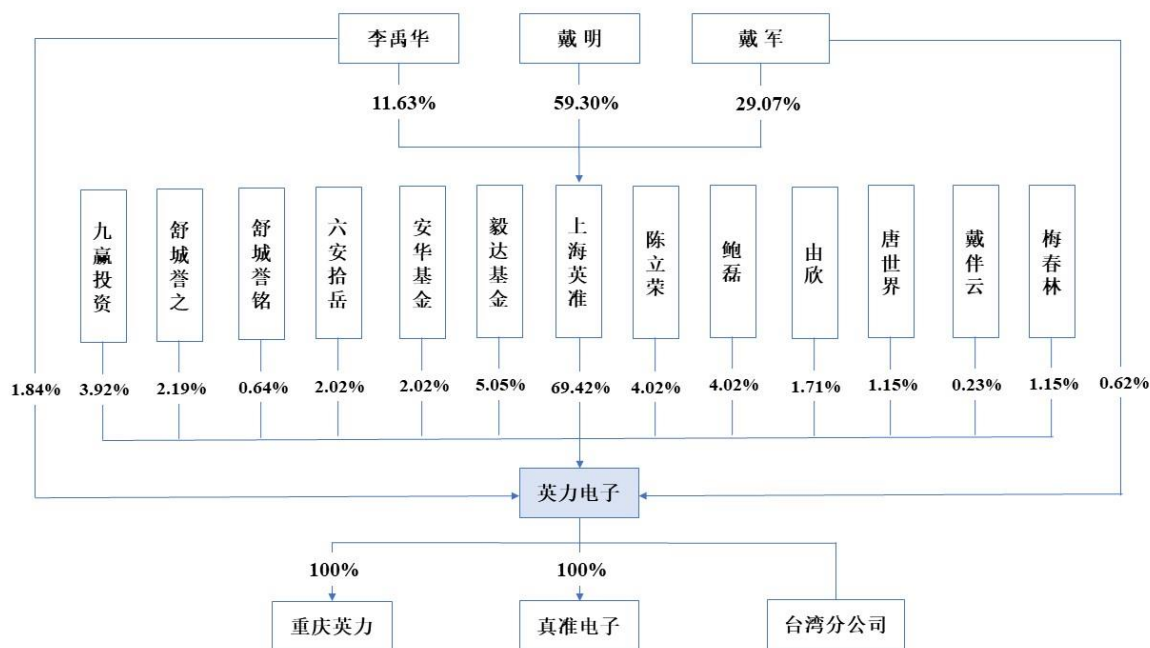 李禹华
戴明
戴军
11.63%
59.30%
29.07%
九赢投资
舒城誉之
舒城誉铭
六安拾岳
安华基金
毅达基金
上海英准
陈立荣
鲍磊
由欣
唐世界
戴伴云
梅春林
1.84%
3.92%
2.19%
0.64%
2.02%
2.02%
5.05%
69.42%
4.02%
4.02%
1.71%
1.15%
0.23%
1.15%
0.62%
英力电子
100%
100%
重庆英力
真准电子
台湾分公司